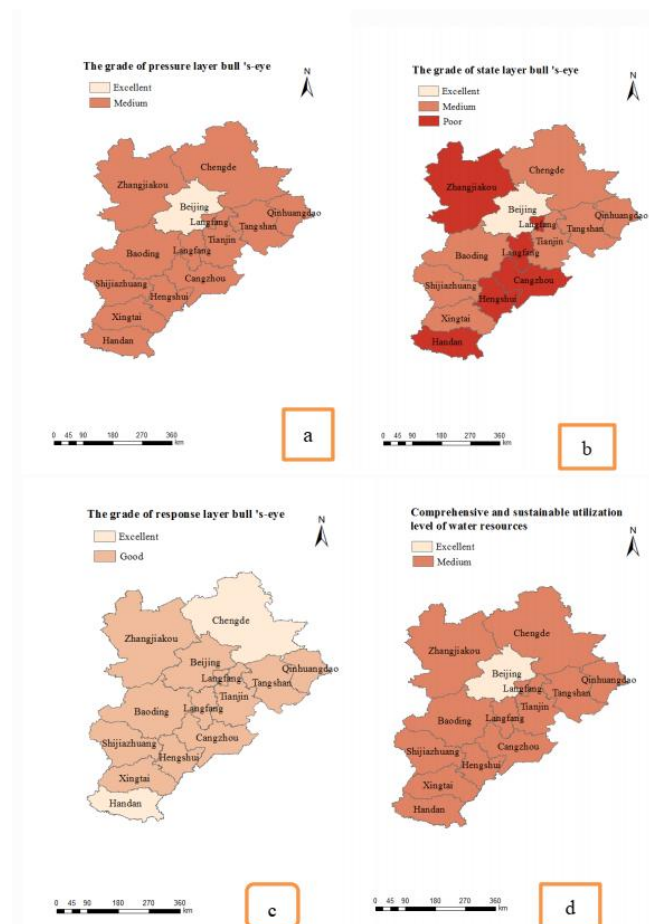 The grade of pressure layer bull 's-eye
N
Excellent
Medium
Chengde
Zhangjiakou
Beijing
Qinhuangdao
Langfang
Tangshan
Tianjin
Baoding
Langfang
Shijiazhuang
Cangzhou
Hengshui
Xingtai
Handan
0 45 90 180 270 360
km
a
The grade of state layer bull 's-eye
N
Excellent
Medium
Poor
Chengde
Zhangjiakou
Beijing
Qinhuangdao
Langfang
Tangshan
Tianjin
Baoding
Langfang
Shijiazhuang
Cangzhou
Hengshui
Xingtai
Handan
0 45 90 180 270 360
km
b
The grade of response layer bull 's-eye
N
Excellent
Good
Chengde
Zhangjiakou
Beijing
Qinhuangdao
Langfang
Tangshan
Tianjin
Baoding
Langfang
Shijiazhuang
Cangzhou
Hengshui
Xingtai
Handan
0 45 90 180 270 360
km
c
Comprehensive and sustainable utilization
level of water resources
N
Excellent
Medium
Chengde
Zhangjiakou
Beijing
Qinhuangdao
Langfang
Tangshan
Tianjin
Baoding
Langfang
Shijiazhuang
Cangzhou
Hengshui
Xingtai
Handan
0 45 90 180 270 360
km
d